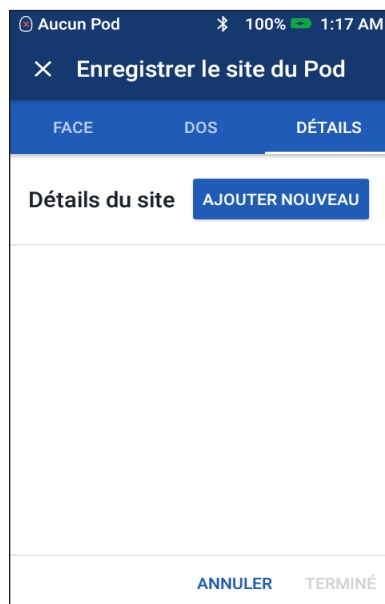 Aucun Pod 100% 1:17 AM
Enregistrer le site du Pod
FACE DOS DÉTAILS
Détails du site AJOUTER NOUVEAU
ANNULER TERMINÉ